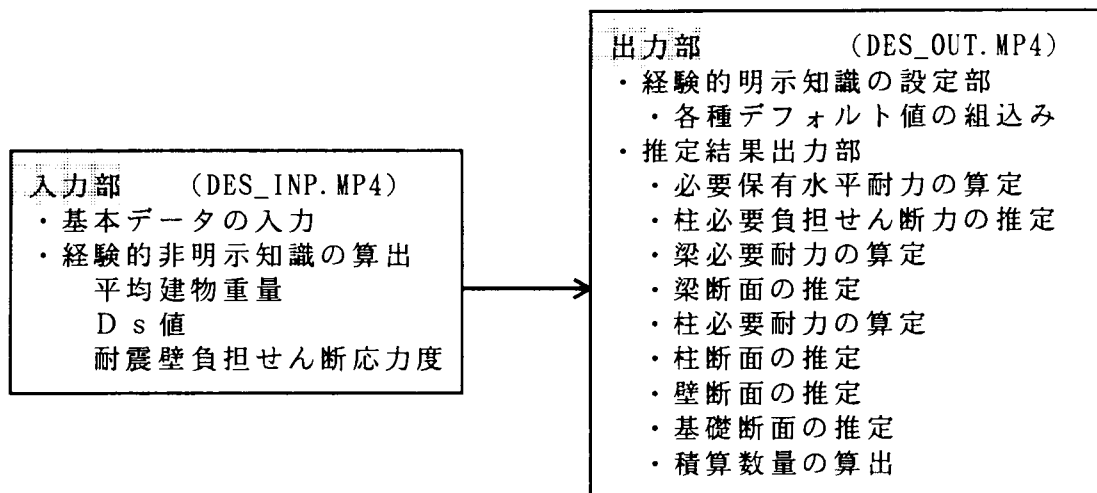 入力部 (DES_INP.MP4)
・基本データの入力
・経験的非明示知識の算出
平均建物重量
Ds値
耐震壁負担せん断応力度
出力部 (DES_OUT.MP4)
・経験的明示知識の設定部
・各種デフォルト値の組込み
・推定結果出力部
・必要保有水平耐力の算定
・柱必要負担せん断力の推定
・梁必要耐力の算定
・梁断面の推定
・柱必要耐力の算定
・柱断面の推定
・壁断面の推定
・基礎断面の推定
・積算数量の算出